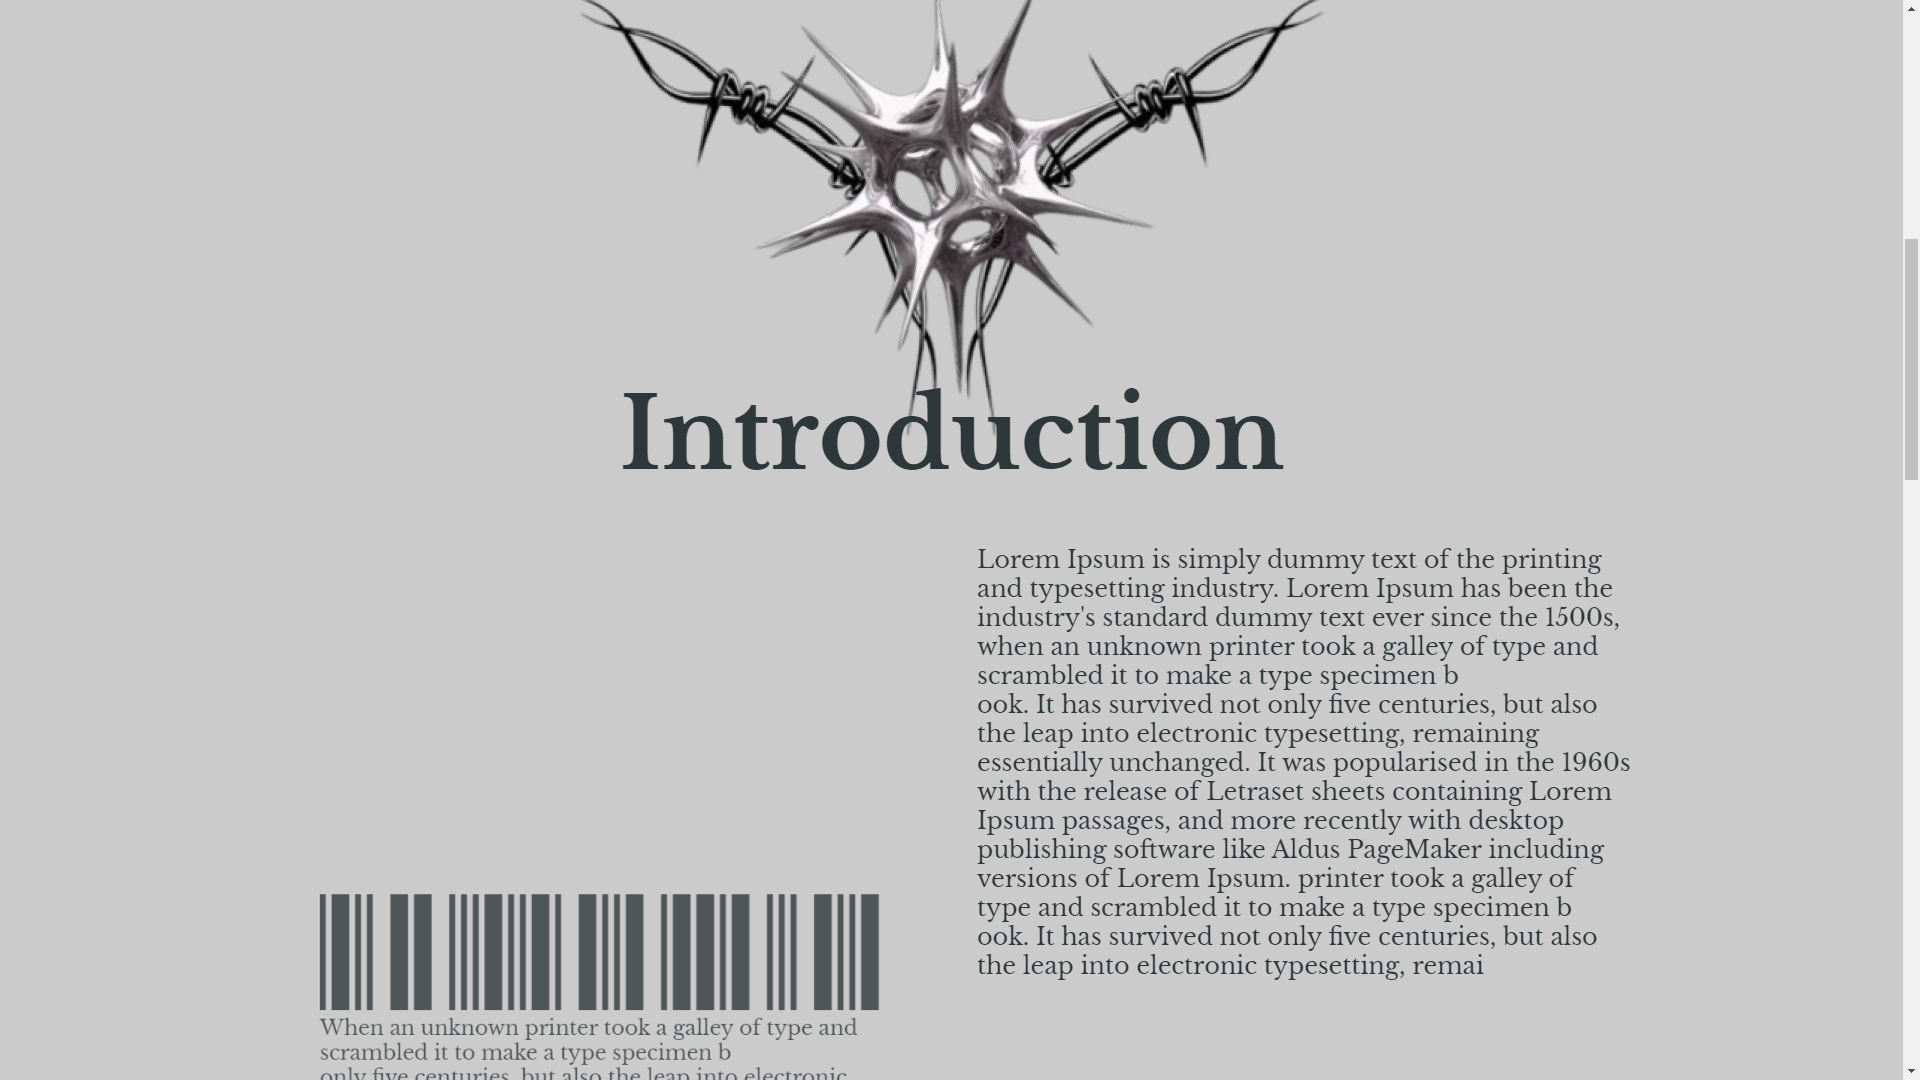 Introduction
Lorem Ipsum is simply dummy text of the printing
and typesetting industry. Lorem Ipsum has been the
industry's standard dummy text ever since the 1500s,
when an unknown printer took a galley of type and
scrambled it to make a type specimen b
ook. It has survived not only five centuries, but also
the leap into electronic typesetting, remaining
essentially unchanged. It was popularised in the 1960s
with the release of Letraset sheets containing Lorem
Ipsum passages, and more recently with desktop
publishing software like Aldus PageMaker including
versions of Lorem Ipsum. printer took a galley of
type and scrambled it to make a type specimen b
ook. It has survived not only five centuries, but also
the leap into electronic typesetting, remai
When an unknown printer took a galley of type and
scrambled it to make a type specimen b
only five centuries, but also the leap into electronic